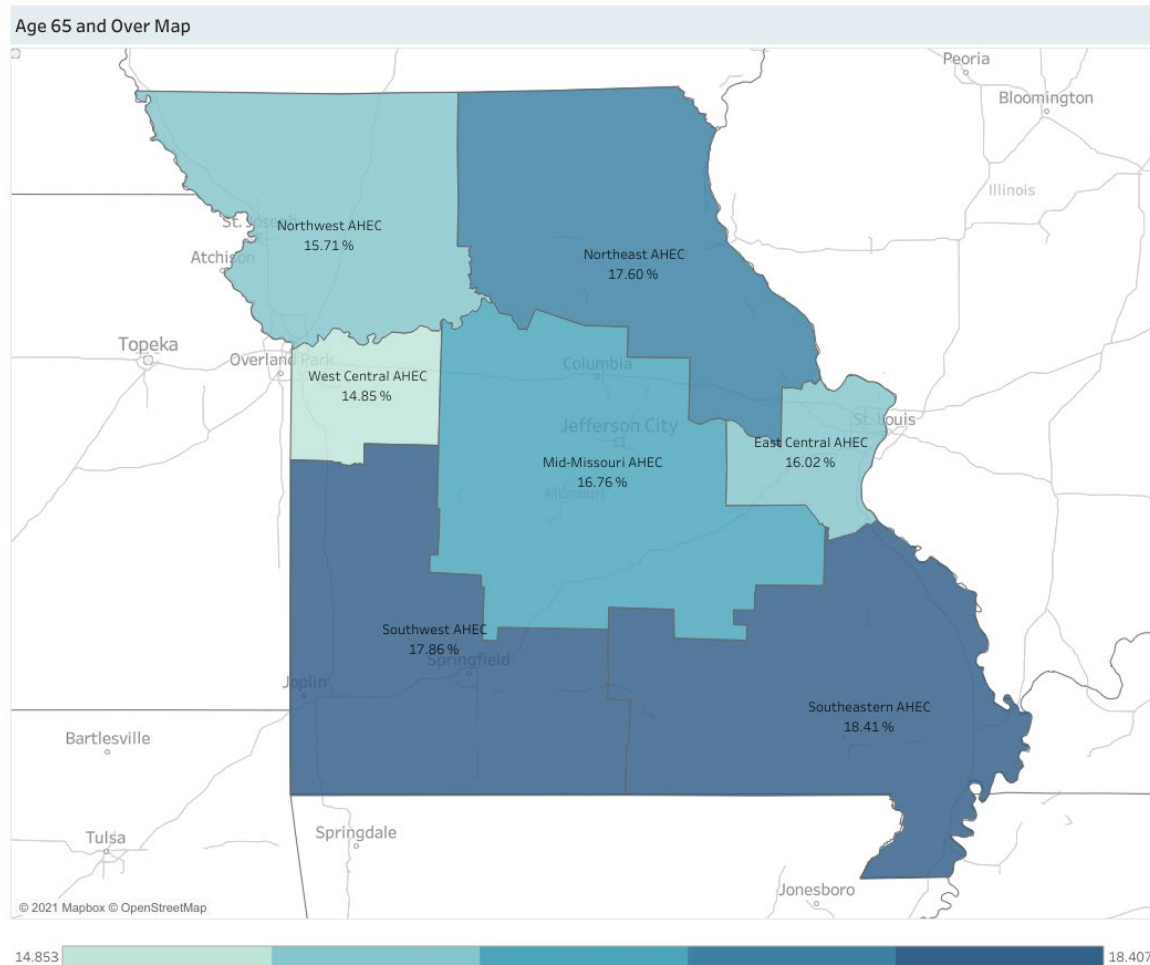 Age 65 and Over Map
Peoria
Bloomington
Illinois
St. Joseph
Northwest AHEC
15.71 %
Atchison
Northeast AHEC
17.60 %
Topeka
Overland Park
Columbia
West Central AHEC
14.85 %
St. Louis
Jefferson City
East Central AHEC
16.02 %
Mid-Missouri AHEC
16.76 %
Missouri
Southwest AHEC
17.86 %
Springfield
Joplin
Southeastern AHEC
18.41 %
Bartlesville
Tulsa
Springdale
Jonesboro
© 2021 Mapbox © OpenStreetMap
14.853
18.407